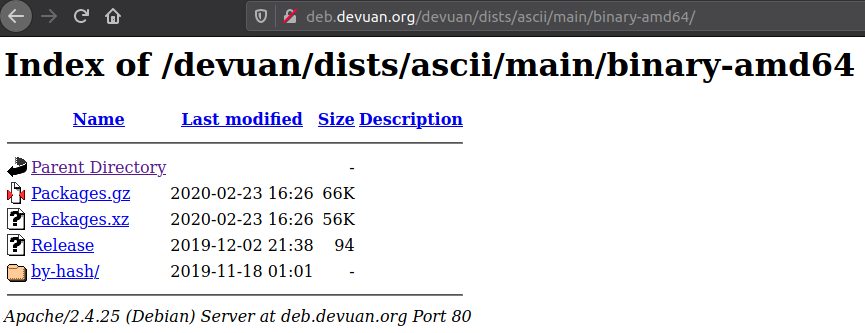 deb.devuan.org/devuan/dists/ascii/main/binary-amd64/
Index of /devuan/dists/ascii/main/binary-amd64
Name Last modified Size Description
Parent Directory -
Packages.gz 2020-02-23 16:26 66K
Packages.xz 2020-02-23 16:26 56K
Release 2019-12-02 21:38 94
by-hash/ 2019-11-18 01:01 -
Apache/2.4.25 (Debian) Server at deb.devuan.org Port 80